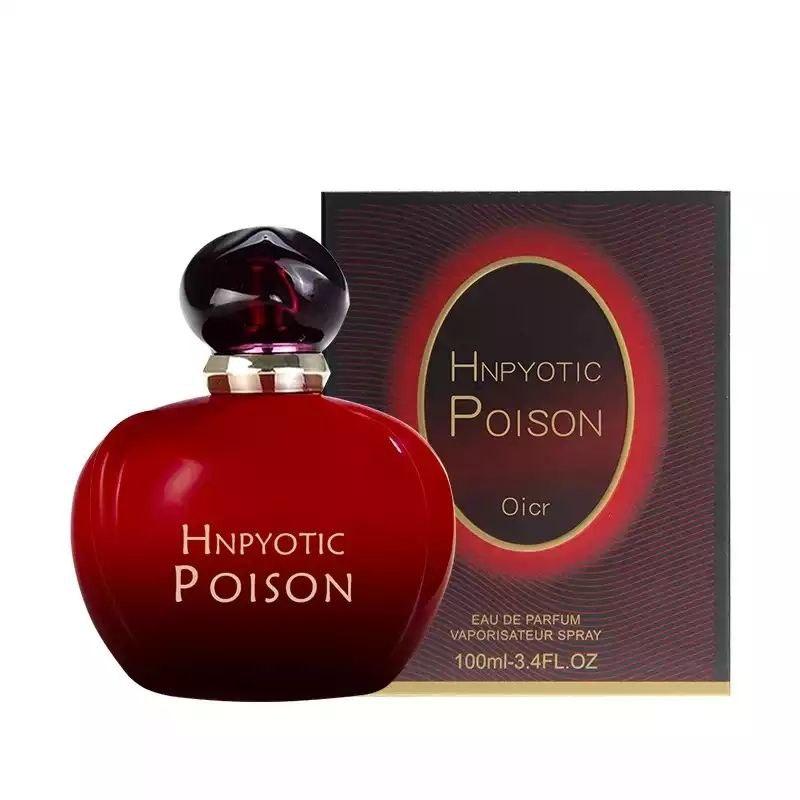 HNPYOTIC
POISON
Oicr
EAU DE PARFUM
VAPORISATEUR SPRAY
100ml-3.4FL.OZ
HNPYOTIC
POISON